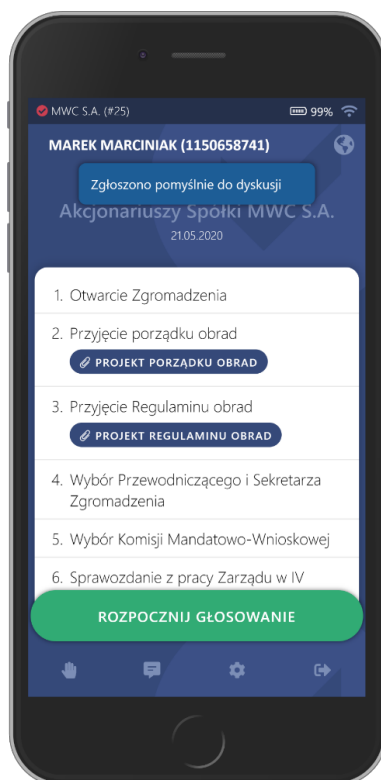 MWC S.A. (#25) 99%
MAREK MARCINIAK (1150658741)
Zgłoszono pomyślnie do dyskusji
Akcjonariuszy Spółki MWC S.A.
21.05.2020
1. Otwarcie Zgromadzenia
2. Przyjęcie porządku obrad
PROJEKT PORZĄDKU OBRAD
3. Przyjęcie Regulaminu obrad
PROJEKT REGULAMINU OBRAD
4. Wybór Przewodniczącego i Sekretarza
Zgromadzenia
5. Wybór Komisji Mandatowo-Wnioskowej
6. Sprawozdanie z pracy Zarządu w IV
ROZPOCZNIJ GŁOSOWANIE